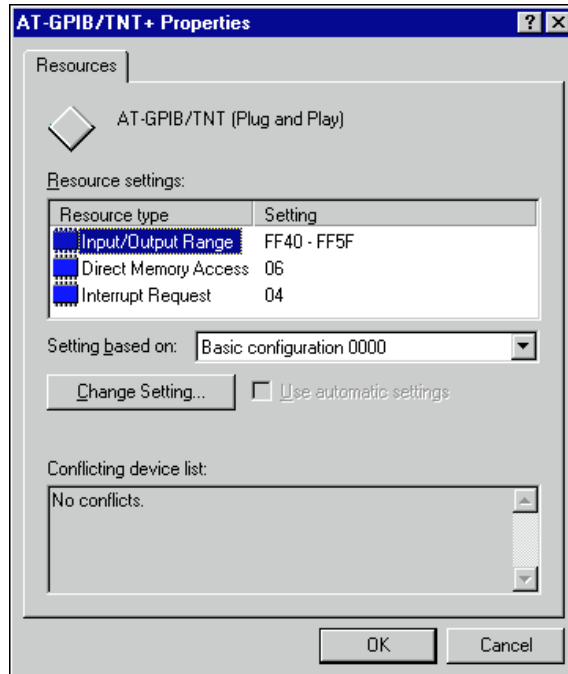 AT-GPIB/TNT+ Properties
Resources
AT-GPIB/TNT (Plug and Play)
Resource settings:
Resource type Setting
Input/Output Range FF40 - FF5F
Direct Memory Access 06
Interrupt Request 04
Setting based on: Basic configuration 0000
Change Setting... Use automatic settings
Conflicting device list:
No conflicts.
OK Cancel